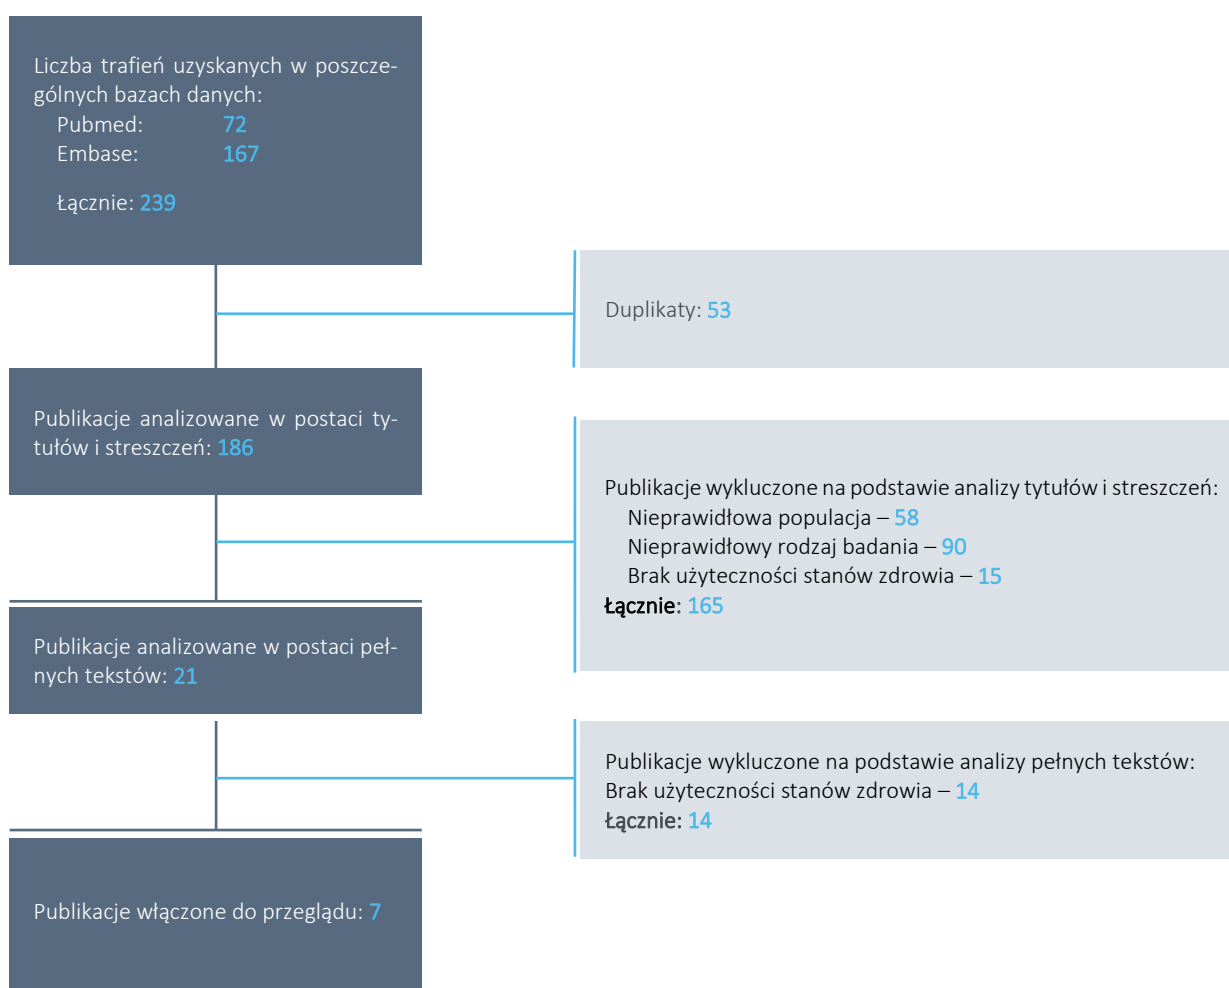 Liczba trafień uzyskanych w poszcze-
gólnych bazach danych:
Pubmed: 72
Embase: 167
Łącznie: 239
Duplikaty: 53
Publikacje analizowane w postaci ty-
tułów i streszczeń: 186
Publikacje wykluczone na podstawie analizy tytułów i streszczeń:
Nieprawidłowa populacja – 58
Nieprawidłowy rodzaj badania – 90
Brak użyteczności stanów zdrowia – 15
Łącznie: 165
Publikacje analizowane w postaci peł-
nych tekstów: 21
Publikacje wykluczone na podstawie analizy pełnych tekstów:
Brak użyteczności stanów zdrowia – 14
Łącznie: 14
Publikacje włączone do przeglądu: 7